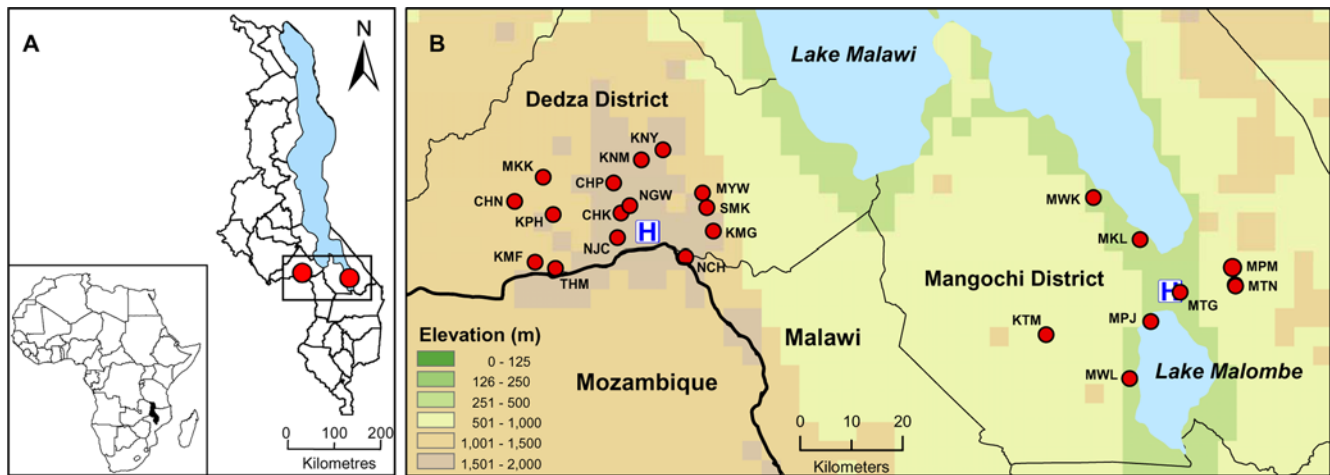 A
N
0 100 200
Kilometres
B
Lake Malawi
Dedza District
KNY
KNM
MKK
CHP
MYW
CHN
NGW
SMK
KPH
CHK
H
KMG
NJC
KMF
NCH
THM
MWK
MKL
Mangochi District
MPM
MTN
H
MTG
MPJ
KTM
Malawi
MWL
Lake Malombe
Mozambique
Elevation (m)
0 - 125
126 - 250
251 - 500
501 - 1,000
1,001 - 1,500
1,501 - 2,000
0 10 20
Kilometers